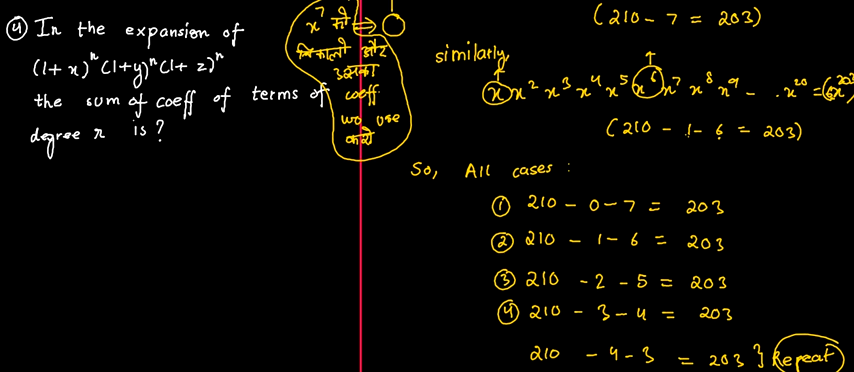 ④ In the expansion of
(1+x)ⁿ (1+y)ⁿ (1+z)ⁿ
the sum of coeff of terms of
degree r is ?
x⁷ को ⇒
निकालो और
उसका
coeff
wo use
करो
(210 - 7 = 203)
similarly,
x x² x³ x⁴ x⁵ x⁶ x⁷ x⁸ x⁹ - . x²⁰ =
(210 - 1 - 6 = 203)
So, All cases :
① 210 - 0 - 7 = 203
② 210 - 1 - 6 = 203
③ 210 - 2 - 5 = 203
④ 210 - 3 - 4 = 203
210 - 4 - 3 = 203 } Repeat